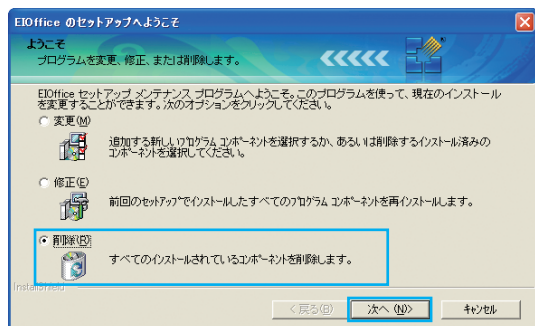 EIOffice のセットアップへようこそ
ようこそ
プログラムを変更、修正、または削除します。
EIOffice セットアップ メンテナンス プログラムへようこそ。このプログラムを使って、現在のインストール
を変更することができます。次のオプションをクリックしてください。
変更(M)
追加する新しいプログラム コンポーネントを選択するか、あるいは削除するインストール済みの
コンポーネントを選択してください。
修正(E)
前回のセットアップでインストールしたすべてのプログラム コンポーネントを再インストールします。
削除(R)
すべてのインストールされているコンポーネントを削除します。
InstallShield
< 戻る(B)
次へ (N)>
キャンセル